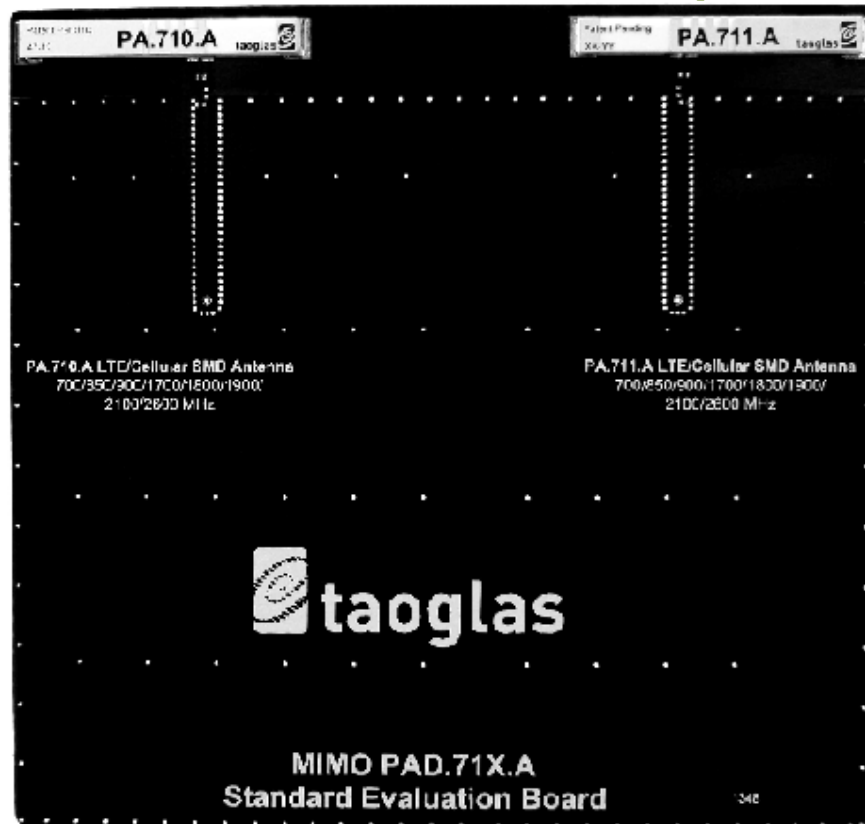 PA.710.A
taoglas
Patent Pending
PA.711.A
taoglas
PA.710.A LTE/Cellular SMD Antenna
700/850/900/1700/1800/1900/
2100/2600 MHz
PA.711.A LTE/Cellular SMD Antenna
700/850/900/1700/1800/1900/
2100/2600 MHz
taoglas
MIMO PAD.71X.A
Standard Evaluation Board